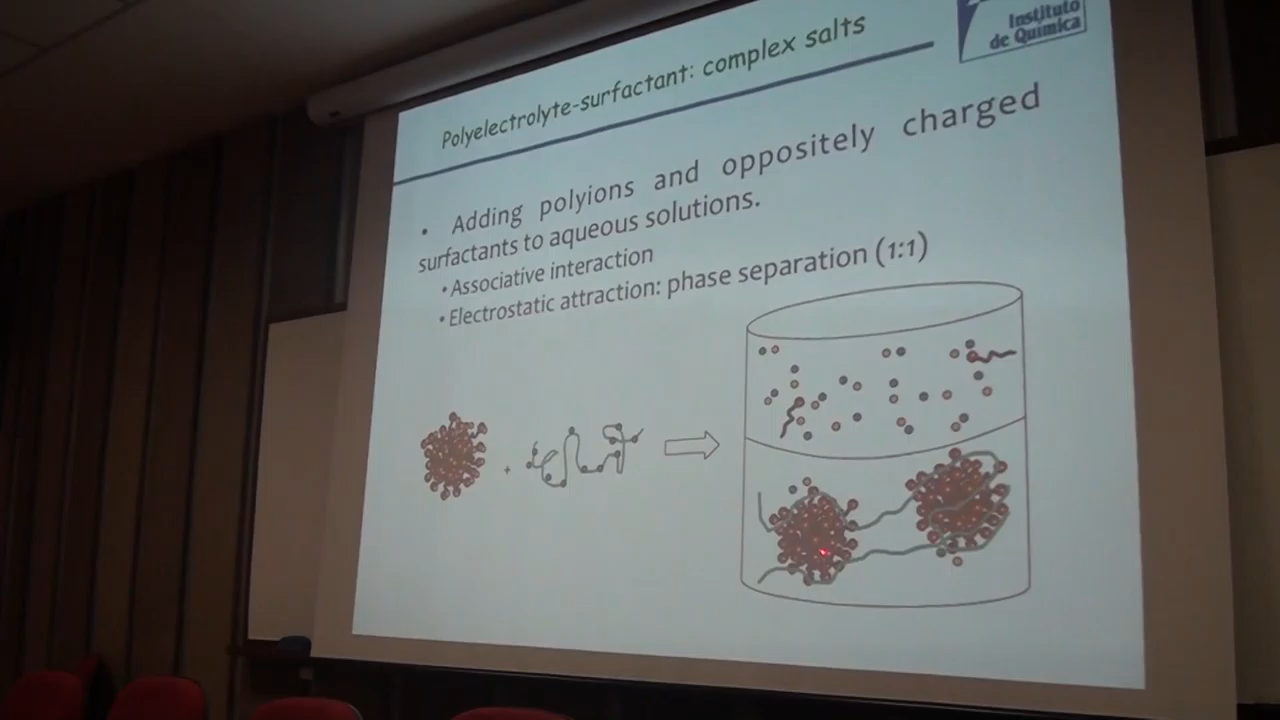 Instituto
de Química
Polyelectrolyte-surfactant: complex salts
• Adding polyions and oppositely charged
surfactants to aqueous solutions.
• Associative interaction
• Electrostatic attraction: phase separation (1:1)
+